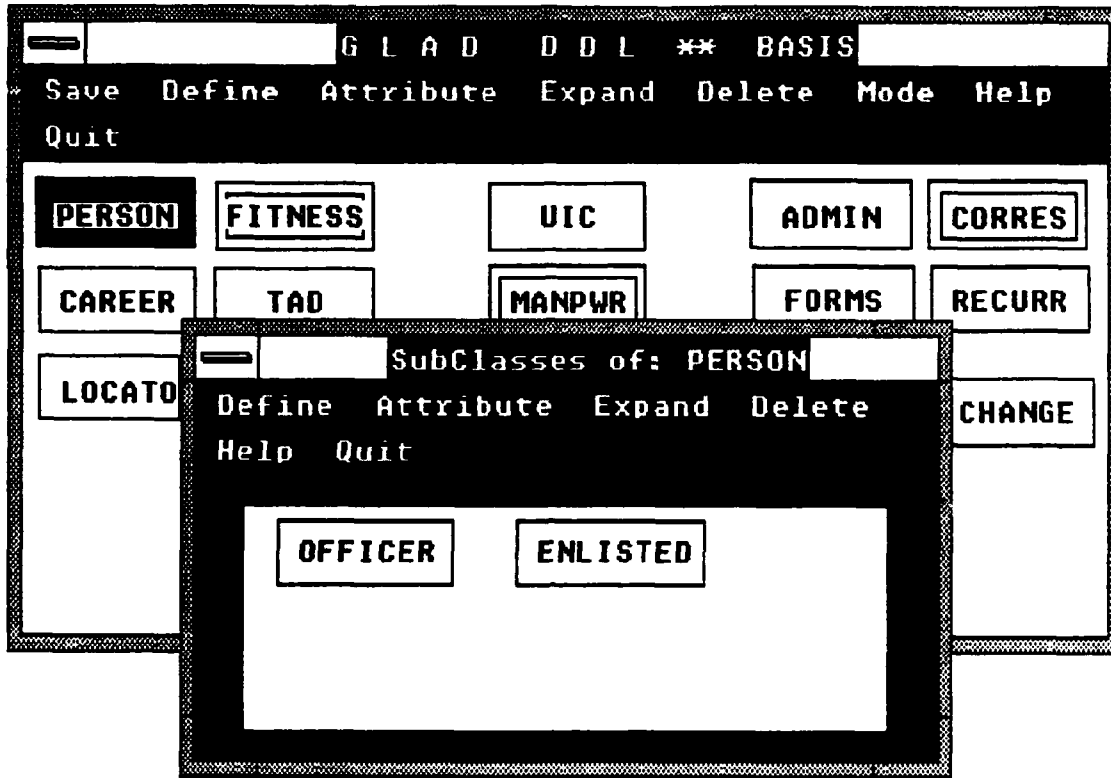 G L A D D D L ** BASIS
Save Define Attribute Expand Delete Mode Help
Quit
PERSON FITNESS UIC ADMIN CORRES
CAREER TAD MANPWR FORMS RECURR
LOCATO CHANGE
SubClasses of: PERSON
Define Attribute Expand Delete
Help Quit
OFFICER ENLISTED